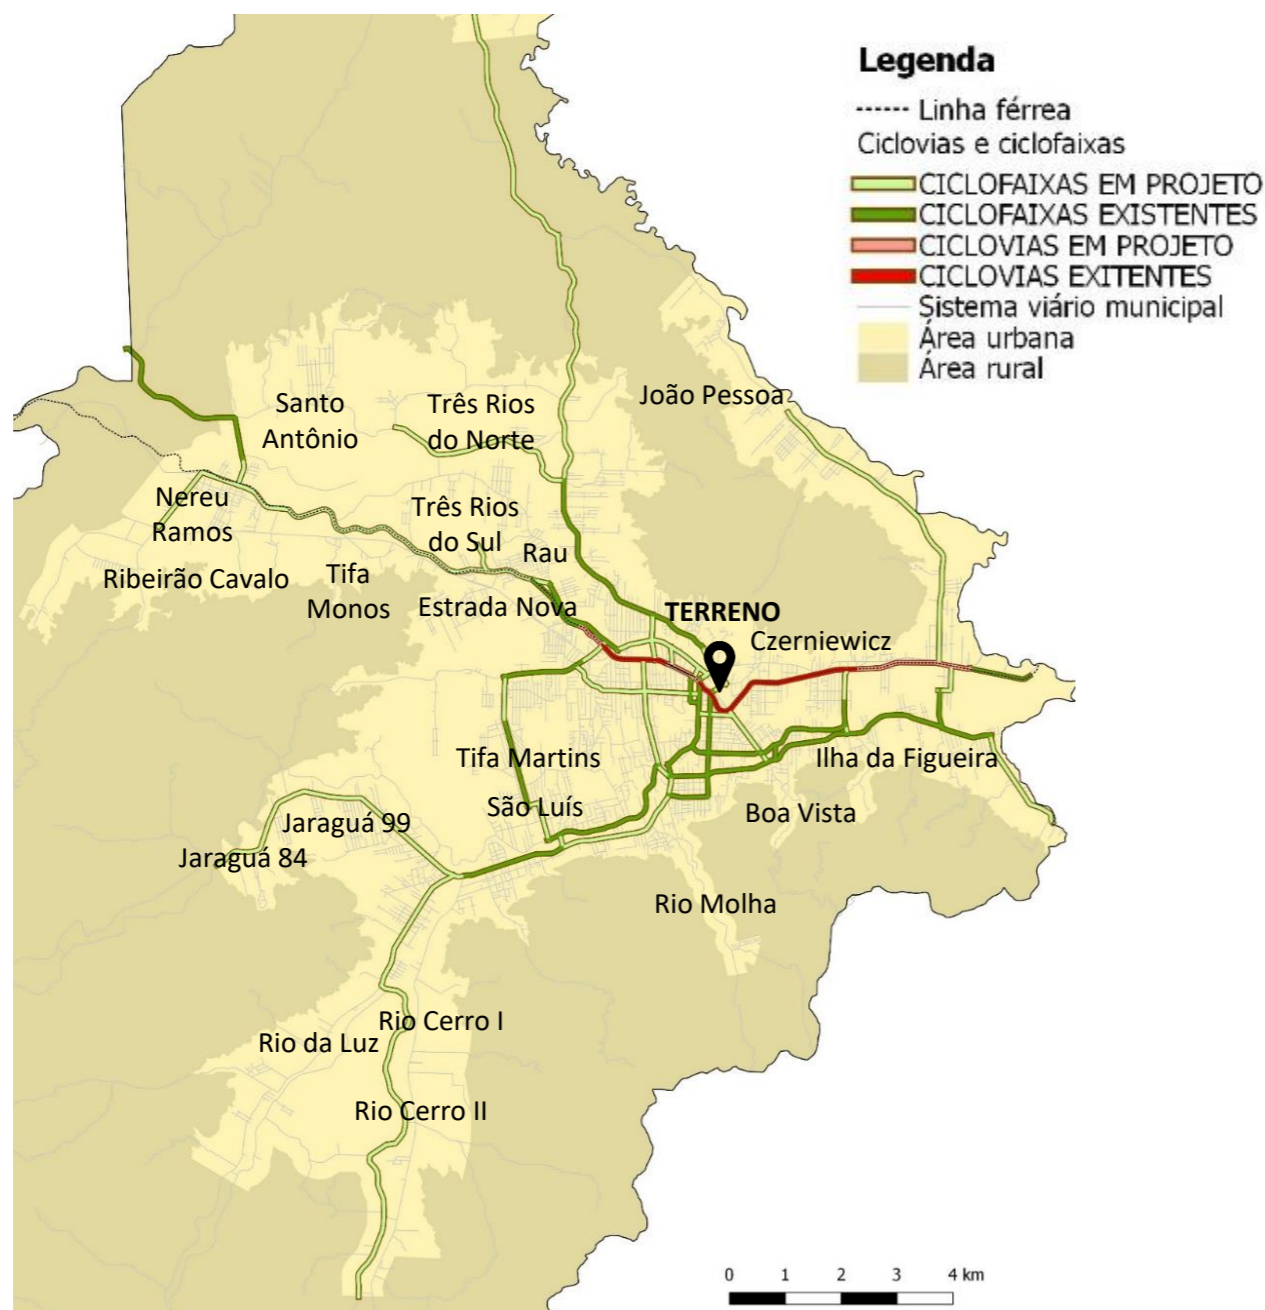 Legenda
Linha férrea
Ciclovias e ciclofaixas
CICLOFAIXAS EM PROJETO
CICLOFAIXAS EXISTENTES
CICLOVIAS EM PROJETO
CICLOVIAS EXITENTES
Sistema viário municipal
Área urbana
Área rural
João Pessoa
Santo
Antônio
Três Rios
do Norte
Nereu
Ramos
Três Rios
do Sul
Rau
Ribeirão Cavalo
Tifa
Monos
Estrada Nova
TERRENO
Czerniewicz
Tifa Martins
Ilha da Figueira
São Luís
Boa Vista
Jaraguá 99
Jaraguá 84
Rio Molha
Rio Cerro I
Rio da Luz
Rio Cerro II
0 1 2 3 4 km